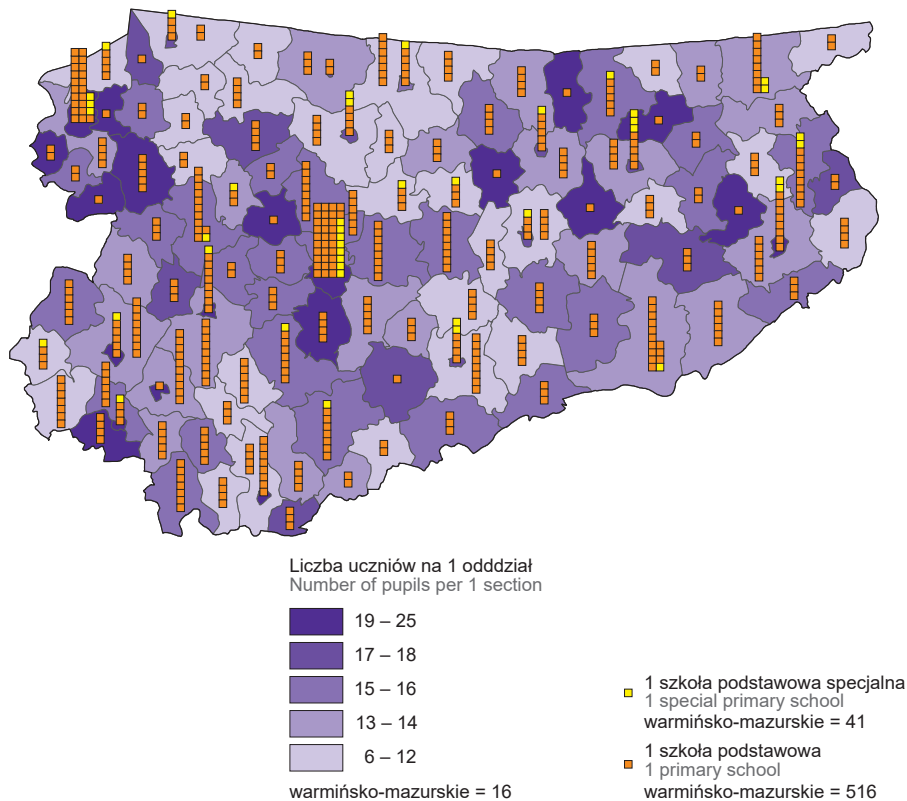 Liczba uczniów na 1 odddział
Number of pupils per 1 section
19 – 25
17 – 18
15 – 16
13 – 14
6 – 12
warmińsko-mazurskie = 16
1 szkoła podstawowa specjalna
1 special primary school
warmińsko-mazurskie = 41
1 szkoła podstawowa
1 primary school
warmińsko-mazurskie = 516